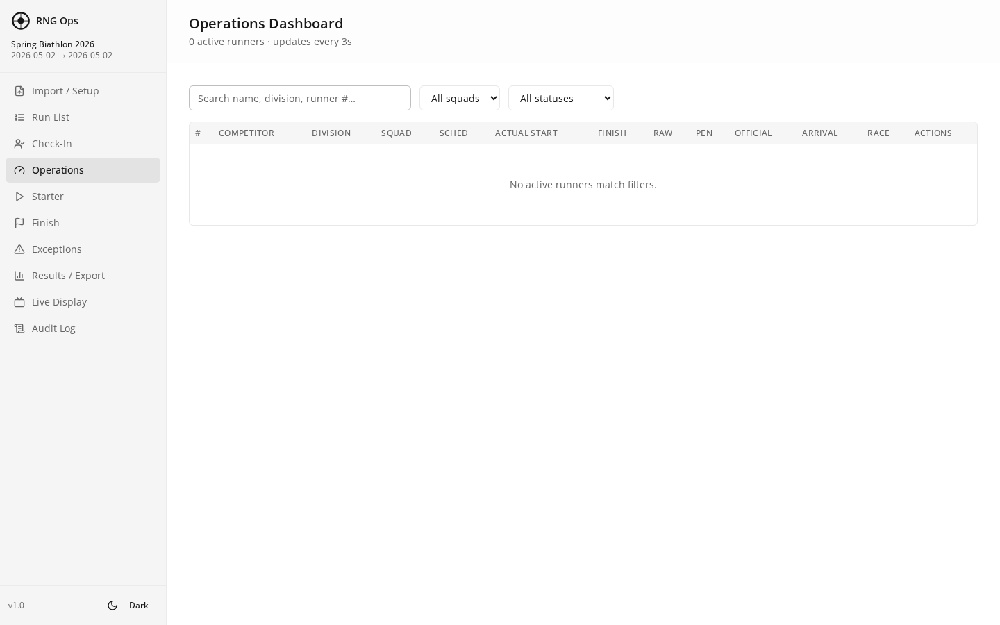 RNG Ops
Spring Biathlon 2026
2026-05-02 → 2026-05-02
Import / Setup
Run List
Check-In
Operations
Starter
Finish
Exceptions
Results / Export
Live Display
Audit Log
v1.0
Dark
Operations Dashboard
0 active runners · updates every 3s
Search name, division, runner #…
All squads
All statuses
# COMPETITOR DIVISION SQUAD SCHED ACTUAL START FINISH RAW PEN OFFICIAL ARRIVAL RACE ACTIONS
No active runners match filters.